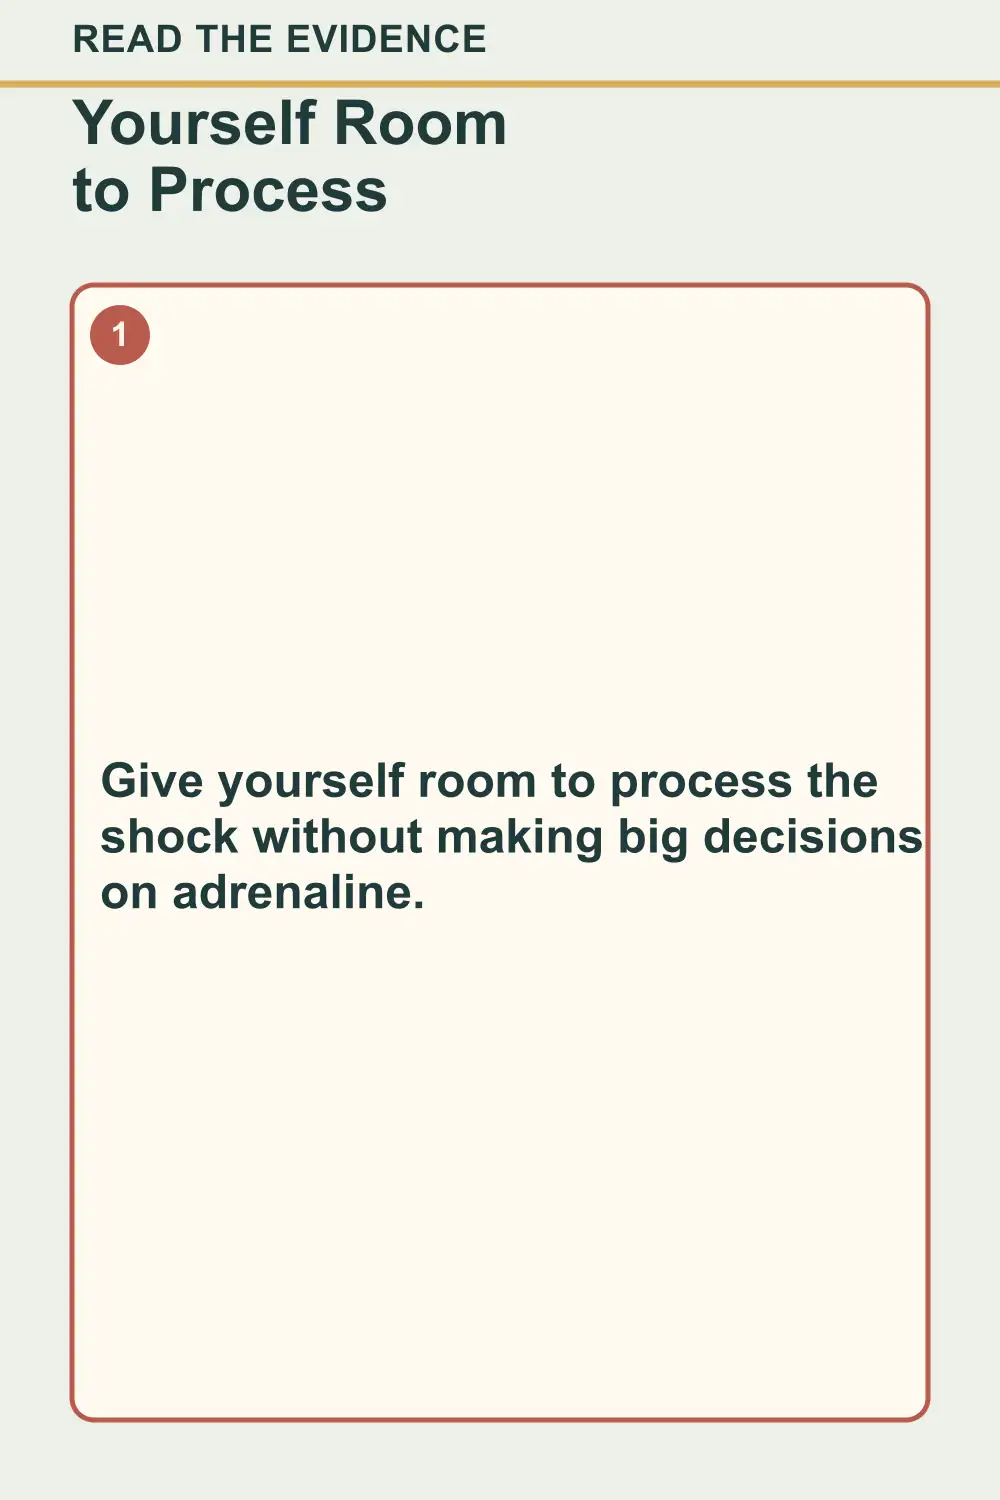 READ THE EVIDENCE
Yourself Room
to Process
1
Give yourself room to process the
shock without making big decisions
on adrenaline.